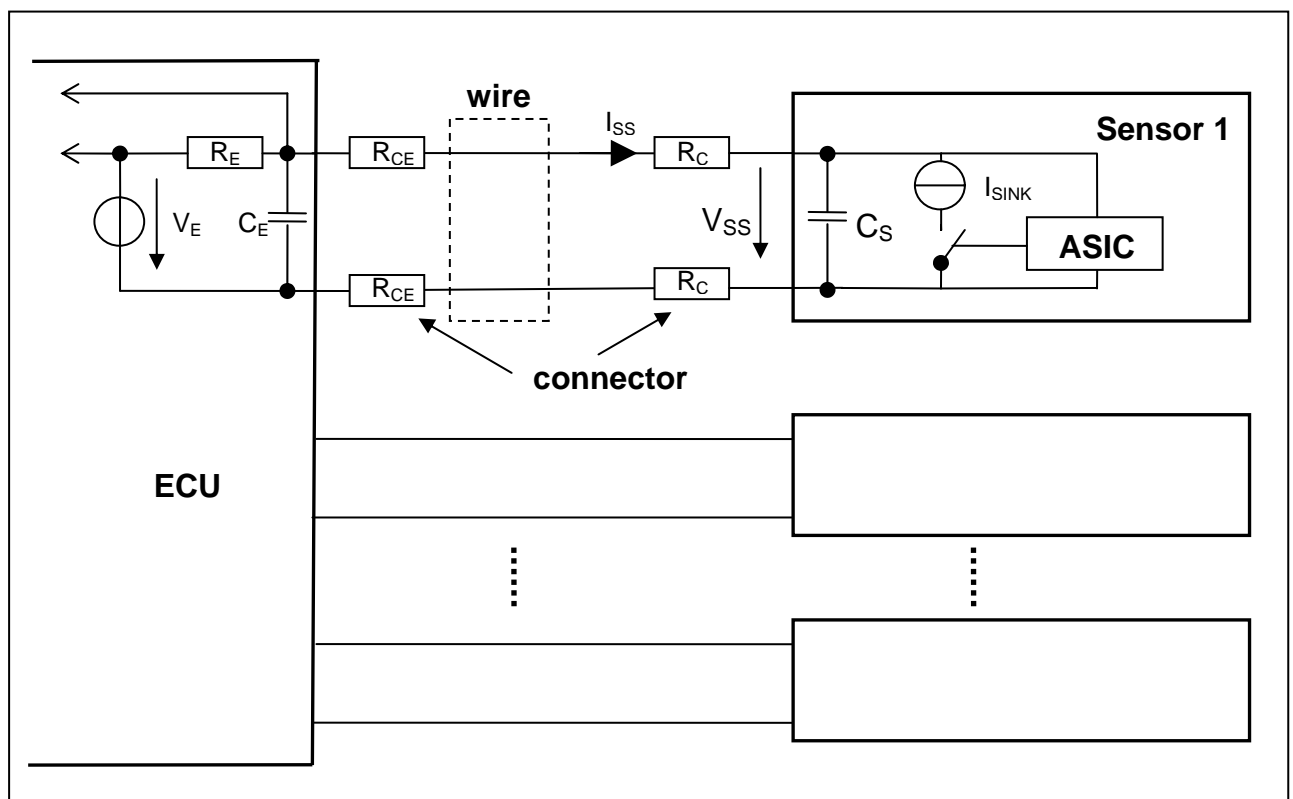 wire
I_SS
Sensor 1
R_E
R_CE
R_C
I_SINK
V_E
C_E
V_SS
C_S
ASIC
R_CE
R_C
connector
ECU